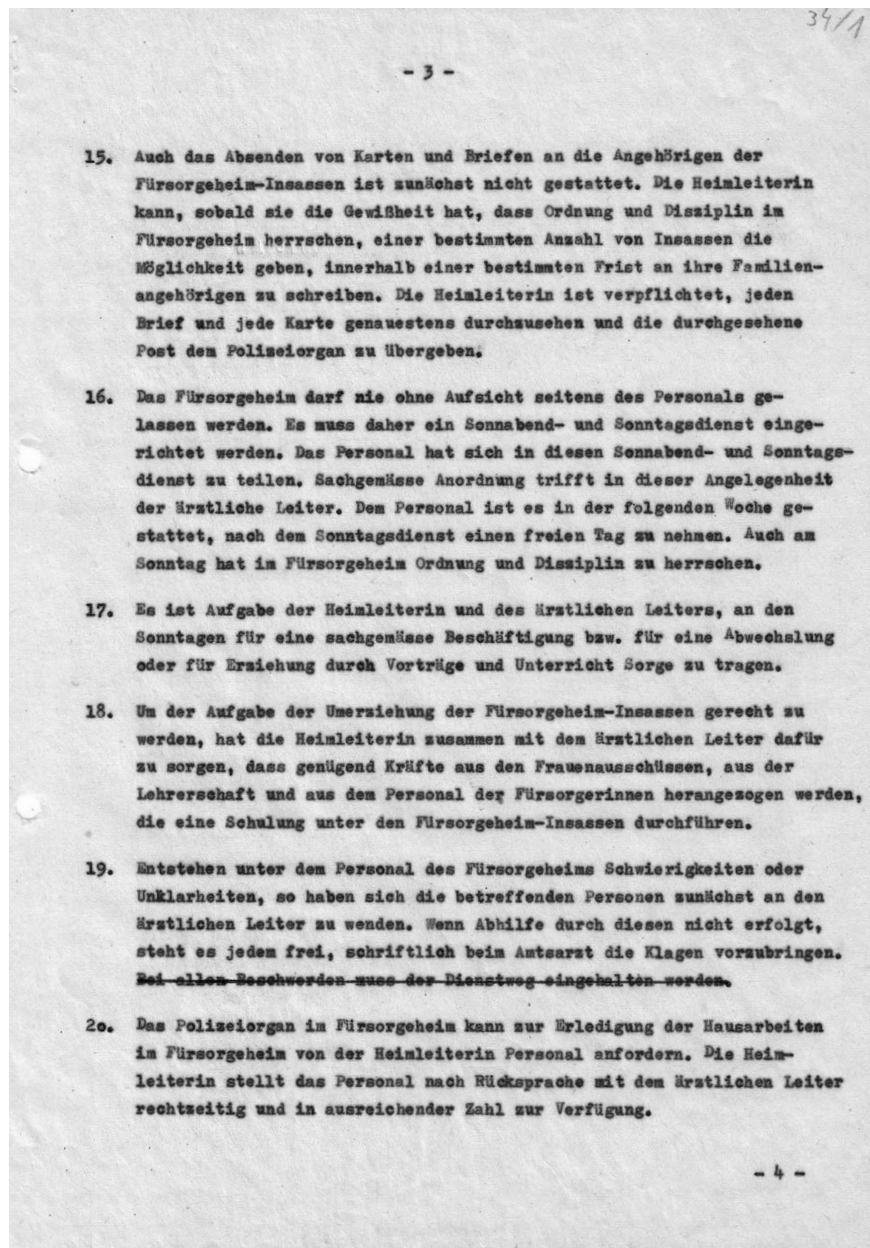 34/1
- 3 -
15. Auch das Absenden von Karten und Briefen an die Angehörigen der
Fürsorgeheim-Insassen ist zunächst nicht gestattet. Die Heimleiterin
kann, sobald sie die Gewißheit hat, dass Ordnung und Disziplin im
Fürsorgeheim herrschen, einer bestimmten Anzahl von Insassen die
Möglichkeit geben, innerhalb einer bestimmten Frist an ihre Familien-
angehörigen zu schreiben. Die Heimleiterin ist verpflichtet, jeden
Brief und jede Karte genauestens durchzusehen und die durchgesehene
Post dem Polizeiorgan zu übergeben.
16. Das Fürsorgeheim darf nie ohne Aufsicht seitens des Personals ge-
lassen werden. Es muss daher ein Sonnabend- und Sonntagsdienst einge-
richtet werden. Das Personal hat sich in diesen Sonnabend- und Sonntags-
dienst zu teilen. Sachgemässe Anordnung trifft in dieser Angelegenheit
der ärztliche Leiter. Dem Personal ist es in der folgenden Woche ge-
stattet, nach dem Sonntagsdienst einen freien Tag zu nehmen. Auch am
Sonntag hat im Fürsorgeheim Ordnung und Disziplin zu herrschen.
17. Es ist Aufgabe der Heimleiterin und des ärztlichen Leiters, an den
Sonntagen für eine sachgemässe Beschäftigung bzw. für eine Abwechslung
oder für Erziehung durch Vorträge und Unterricht Sorge zu tragen.
18. Um der Aufgabe der Umerziehung der Fürsorgeheim-Insassen gerecht zu
werden, hat die Heimleiterin zusammen mit dem ärztlichen Leiter dafür
zu sorgen, dass genügend Kräfte aus den Frauenausschüssen, aus der
Lehrerschaft und aus dem Personal der Fürsorgerinnen herangezogen werden,
die eine Schulung unter den Fürsorgeheim-Insassen durchführen.
19. Entstehen unter dem Personal des Fürsorgeheims Schwierigkeiten oder
Unklarheiten, so haben sich die betreffenden Personen zunächst an den
ärztlichen Leiter zu wenden. Wenn Abhilfe durch diesen nicht erfolgt,
steht es jedem frei, schriftlich beim Amtsarzt die Klagen vorzubringen.
Bei allen Beschwerden muss der Dienstweg eingehalten werden.
2o. Das Polizeiorgan im Fürsorgeheim kann zur Erledigung der Hausarbeiten
im Fürsorgeheim von der Heimleiterin Personal anfordern. Die Heim-
leiterin stellt das Personal nach Rücksprache mit dem ärztlichen Leiter
rechtzeitig und in ausreichender Zahl zur Verfügung.
- 4 -